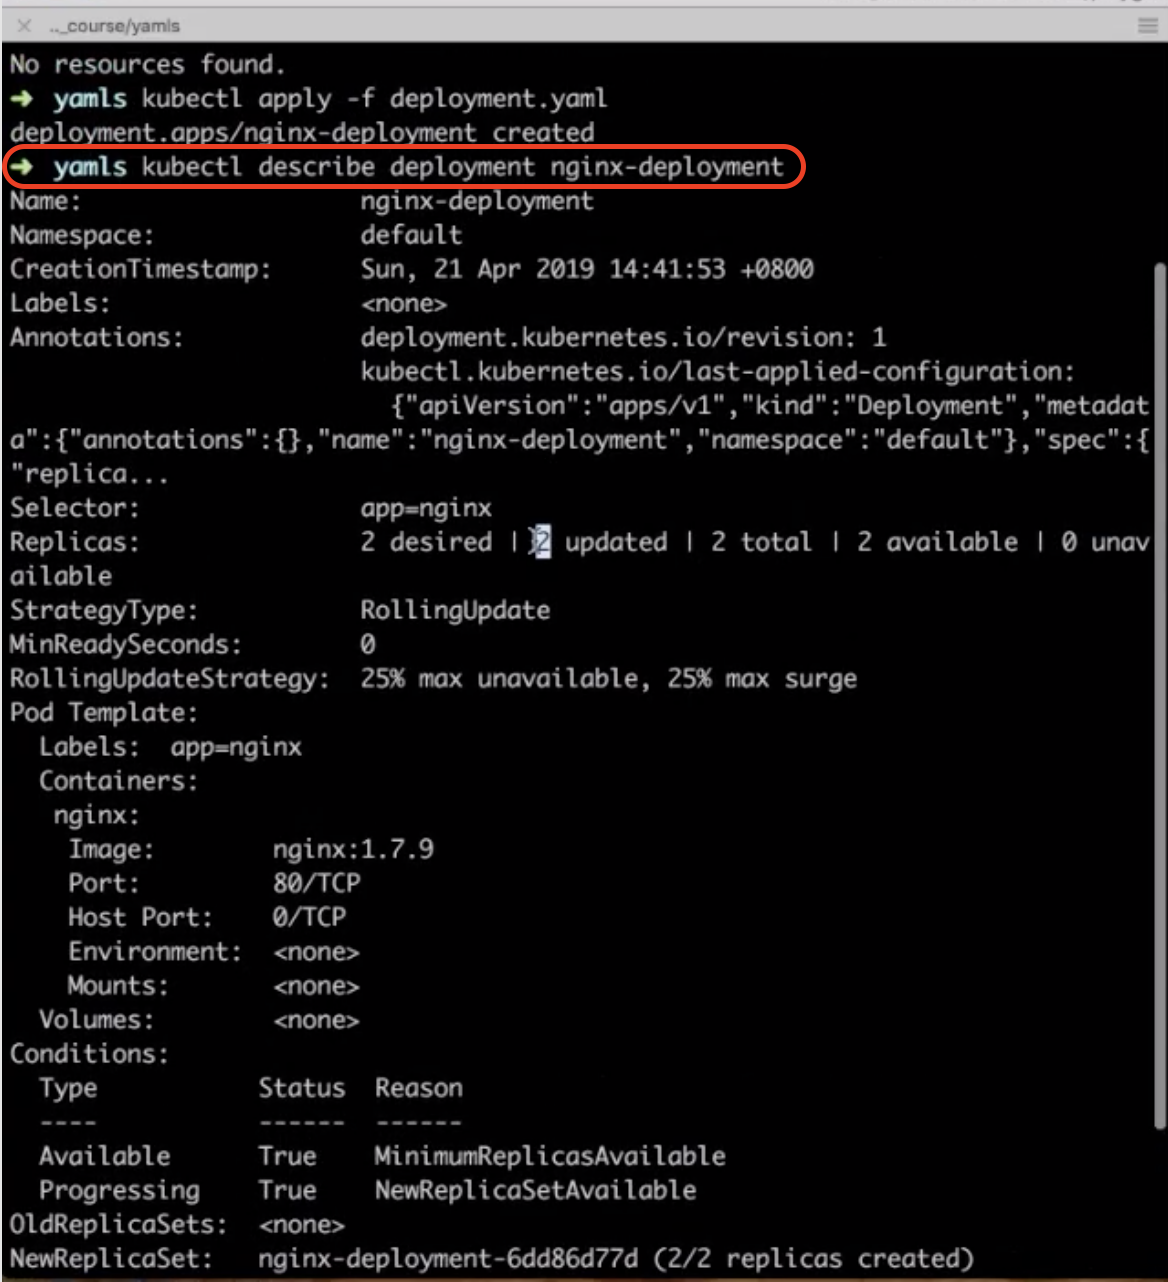 .._course/yamls
No resources found.
➜ yamls kubectl apply -f deployment.yaml
deployment.apps/nginx-deployment created
➜ yamls kubectl describe deployment nginx-deployment
Name: nginx-deployment
Namespace: default
CreationTimestamp: Sun, 21 Apr 2019 14:41:53 +0800
Labels: <none>
Annotations: deployment.kubernetes.io/revision: 1
kubectl.kubernetes.io/last-applied-configuration:
{"apiVersion":"apps/v1","kind":"Deployment","metadat
a":{"annotations":{},"name":"nginx-deployment","namespace":"default"},"spec":{
"replica...
Selector: app=nginx
Replicas: 2 desired | 2 updated | 2 total | 2 available | 0 unav
ailable
StrategyType: RollingUpdate
MinReadySeconds: 0
RollingUpdateStrategy: 25% max unavailable, 25% max surge
Pod Template:
Labels: app=nginx
Containers:
nginx:
Image: nginx:1.7.9
Port: 80/TCP
Host Port: 0/TCP
Environment: <none>
Mounts: <none>
Volumes: <none>
Conditions:
Type Status Reason
---- ------ ------
Available True MinimumReplicasAvailable
Progressing True NewReplicaSetAvailable
OldReplicaSets: <none>
NewReplicaSet: nginx-deployment-6dd86d77d (2/2 replicas created)